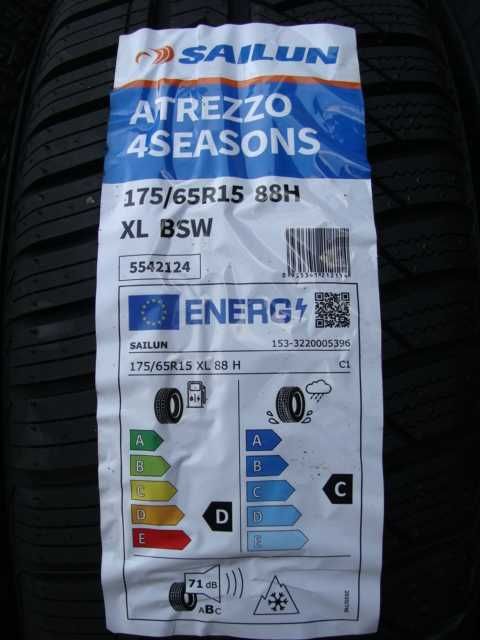 SAILUN
ATREZZO
4SEASONS
175/65R15 88H
XL BSW
5542124
ENERG
SAILUN 153-3220005396
175/65R15 XL 88 H C1
A
B
C
D
E
D
A
B
C
D
E
C
71 dB
ABC